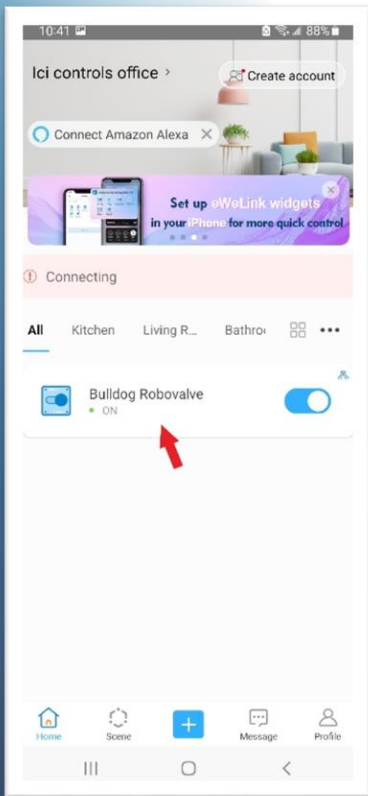 10:41 88%
Ici controls office >
Create account
Connect Amazon Alexa
Set up eWeLink widgets
in your iPhone for more quick control
Connecting
All Kitchen Living R... Bathro
Bulldog Robovalve
ON
Home Scene Message Profile